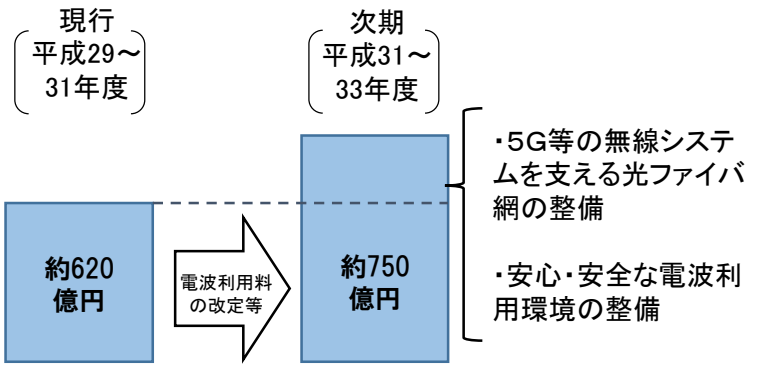 現行
平成29～
31年度
次期
平成31～
33年度
約620
億円
電波利用料
の改定等
約750
億円
・5G等の無線システ
ムを支える光ファイバ
網の整備
・安心・安全な電波利
用環境の整備